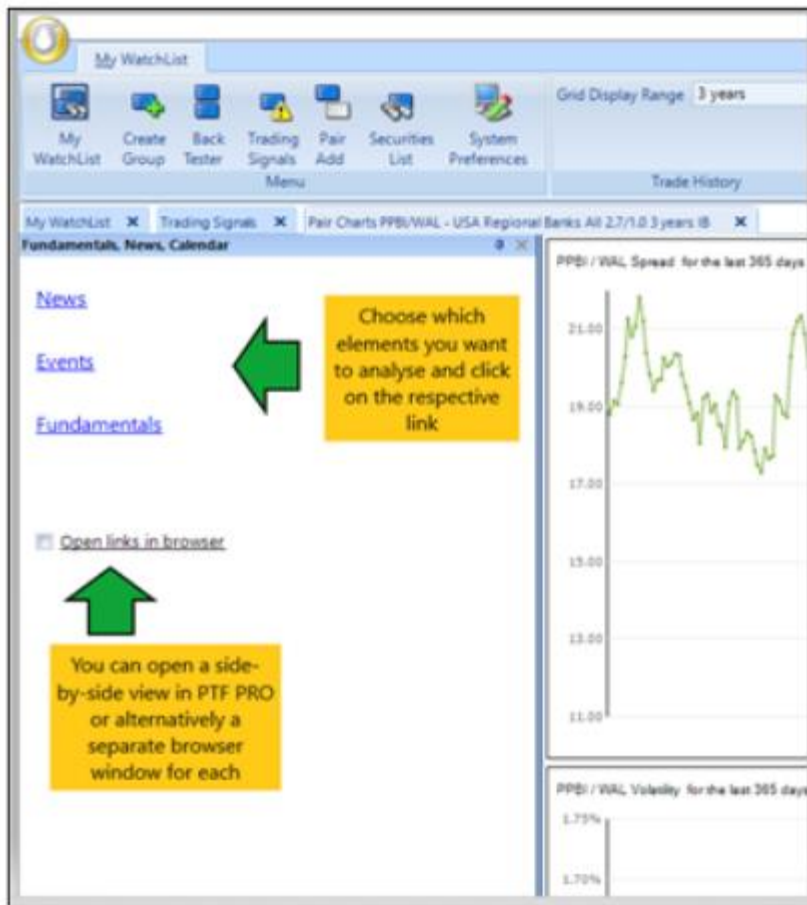 My WatchList
My
WatchList
Create
Group
Back
Tester
Trading
Signals
Pair
Add
Securities
List
System
Preferences
Menu
Grid Display Range 3 years
Trade History
My WatchList
Trading Signals
Pair Charts PPBI/WAL - USA Regional Banks All 2.7/1.0 3 years IB
Fundamentals, News, Calendar
News
Events
Fundamentals
Choose which
elements you want
to analyse and click
on the respective
link
Open links in browser
You can open a side-
by-side view in PTF PRO
or alternatively a
separate browser
window for each
PPBI / WAL Spread for the last 365 days
21.00
19.00
17.00
15.00
13.00
11.00
PPBI / WAL Volatility for the last 365 days
1.75%
1.70%